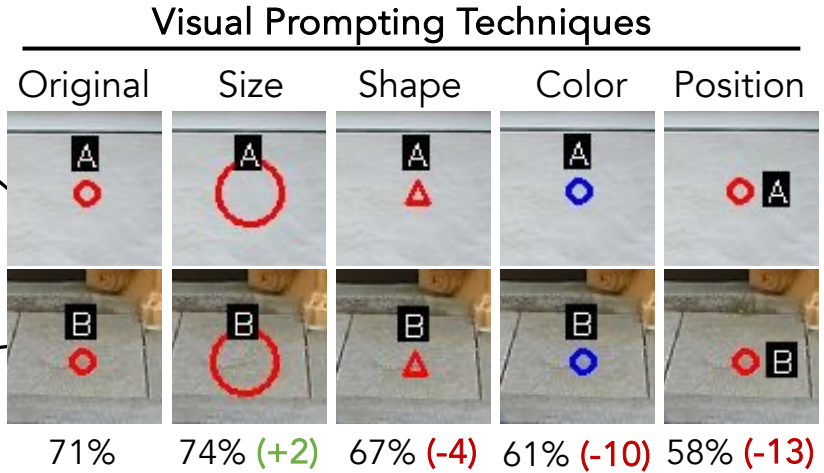 Visual Prompting Techniques
Original Size Shape Color Position
A A A A A
B B B B B
71% 74% (+2) 67% (-4) 61% (-10) 58% (-13)